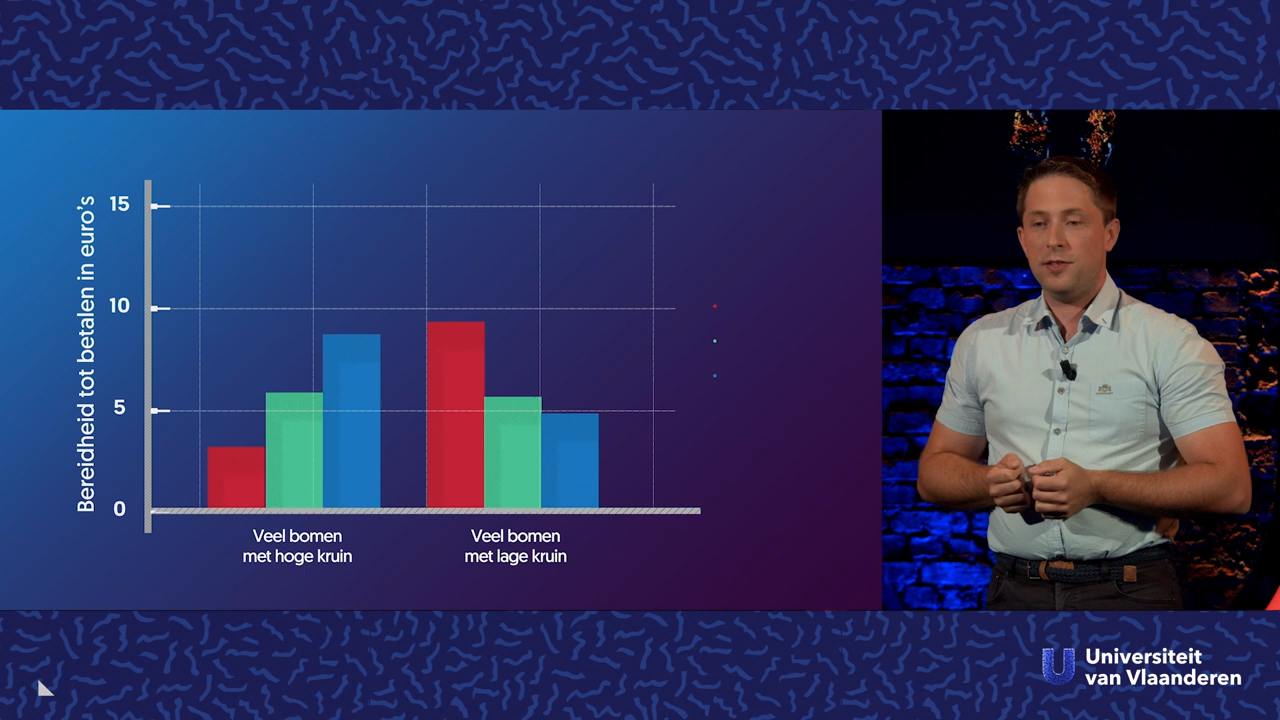 Bereidheid tot betalen in euro's
15
10
5
0
Veel bomen
met hoge kruin
Veel bomen
met lage kruin
Universiteit
van Vlaanderen